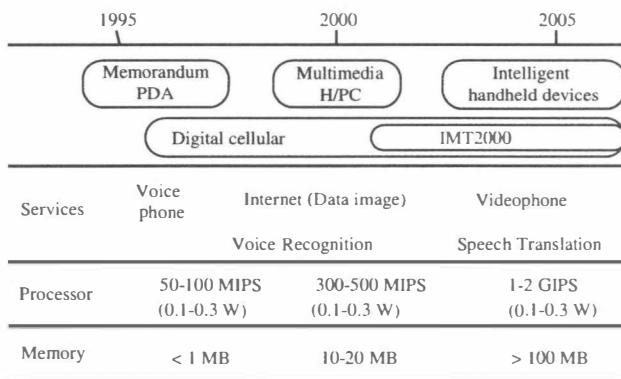 1995 2000 2005
Memorandum Multimedia Intelligent
PDA H/PC handheld devices
Digital cellular IMT2000
Voice
Services phone Internet (Data image) Videophone
Voice Recognition Speech Translation
50-100 MIPS 300-500 MIPS 1-2 GIPS
Processor
(0.1-0.3 W) (0.1-0.3 W) (0.1-0.3 W)
Memory < 1 MB 10-20 MB > 100 MB